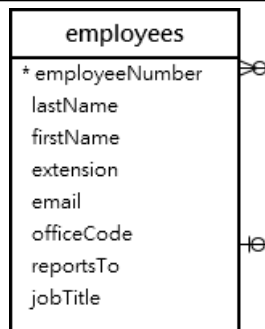 employees
* employeeNumber
lastName
firstName
extension
email
officeCode
reportsTo
jobTitle